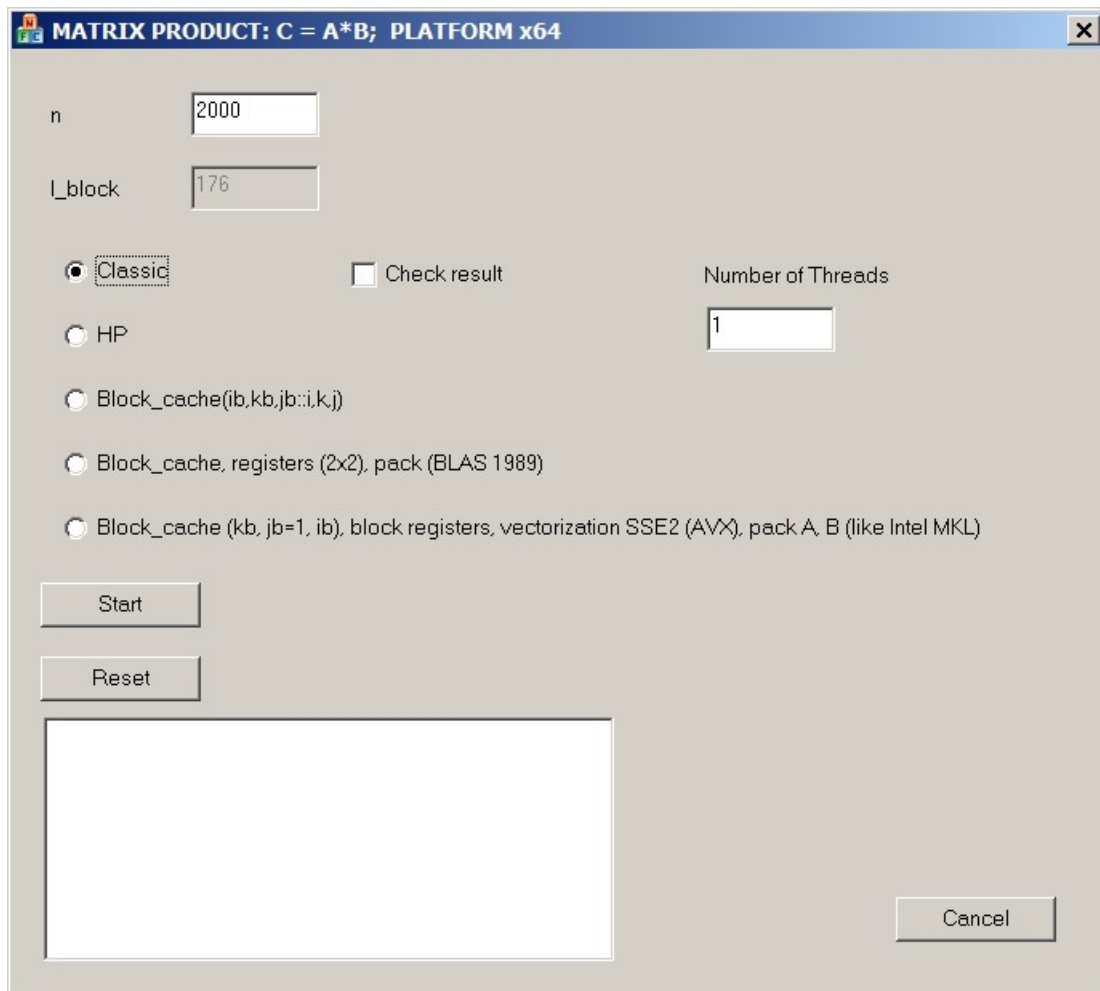 MATRIX PRODUCT: C = A*B; PLATFORM x64
n 2000
l_block 176
Classic Check result Number of Threads
HP 1
Block_cache(ib,kb,jb::i,k,j)
Block_cache, registers (2x2), pack (BLAS 1989)
Block_cache (kb, jb=1, ib), block registers, vectorization SSE2 (AVX), pack A, B (like Intel MKL)
Start
Reset
Cancel